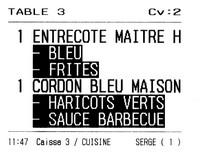 TABLE 3 Cv:2
1 ENTRECOTE MAITRE H
- BLEU
- FRITES
1 CORDON BLEU MAISON
- HARICOTS VERTS
- SAUCE BARBECUE
11:47 Caisse 3 / CUISINE SERGE ( 1 )